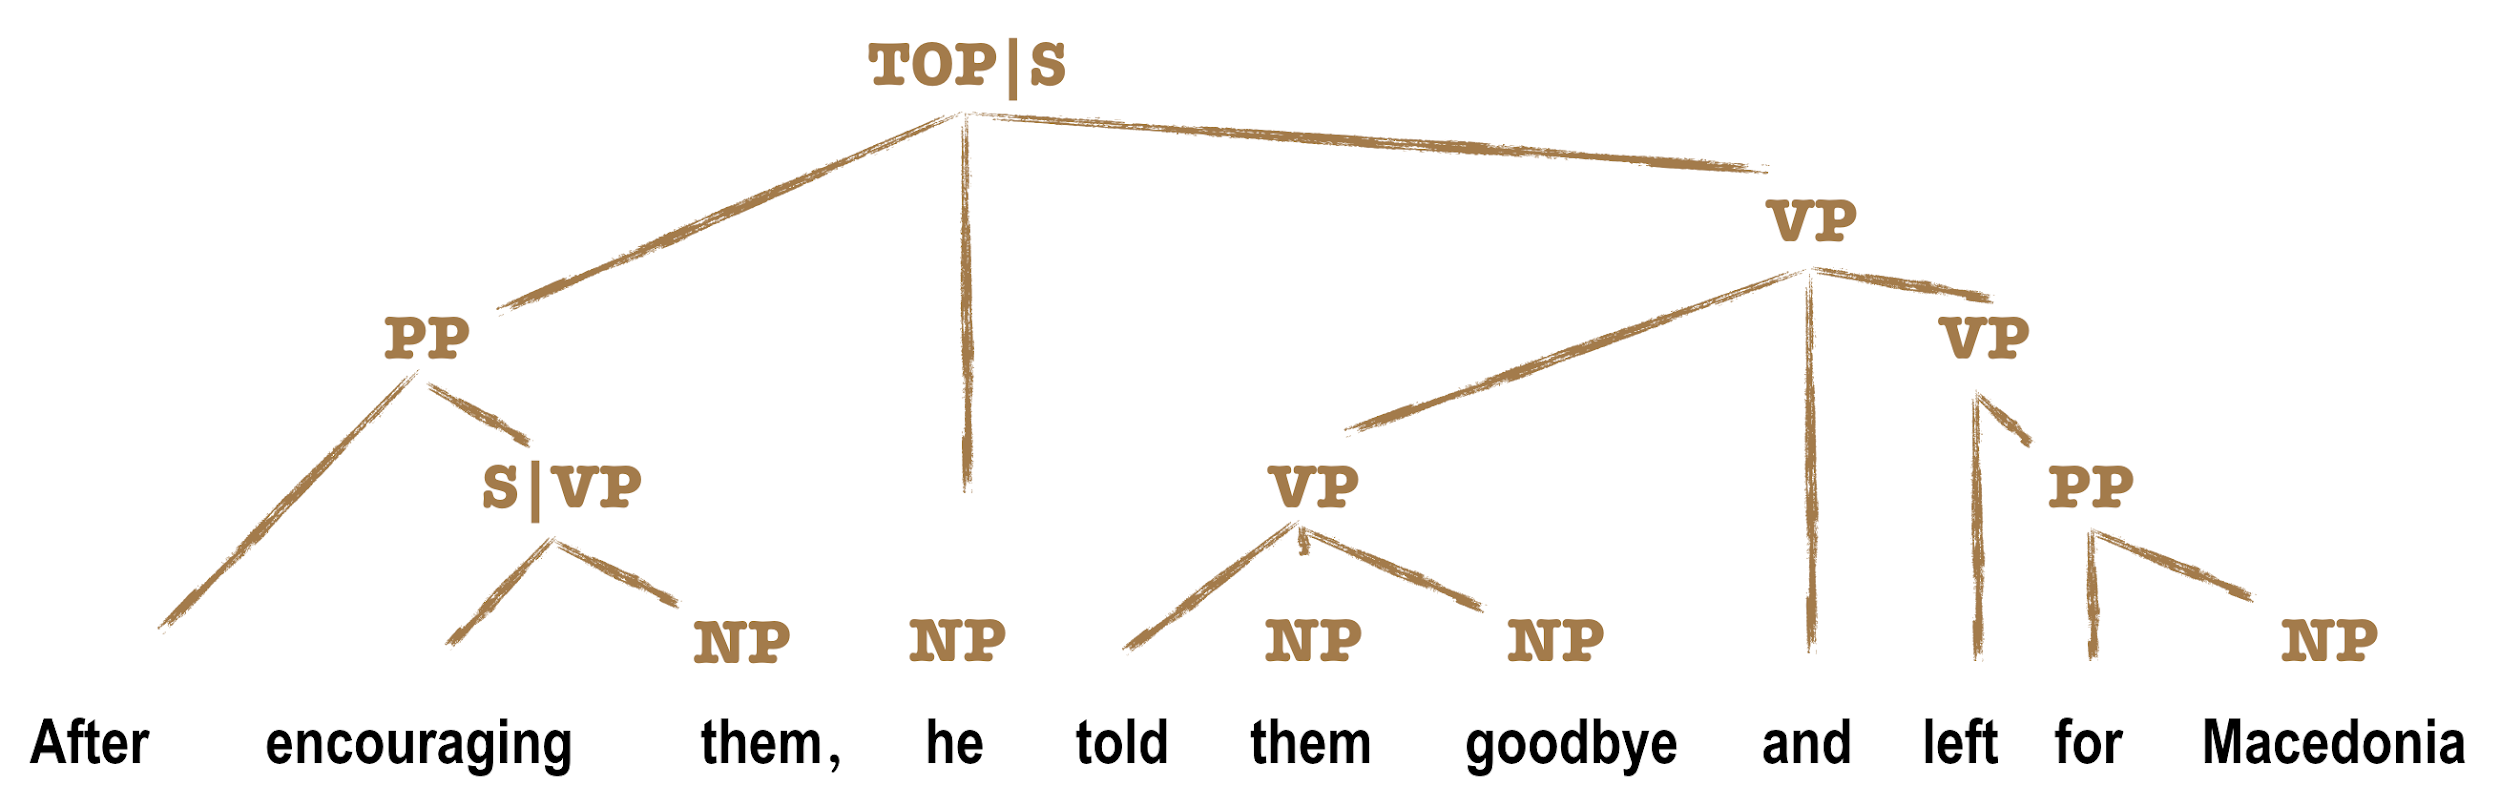 TOP|S
VP
PP VP
S|VP VP PP
NP NP NP NP NP
After encouraging them, he told them goodbye and left for Macedonia